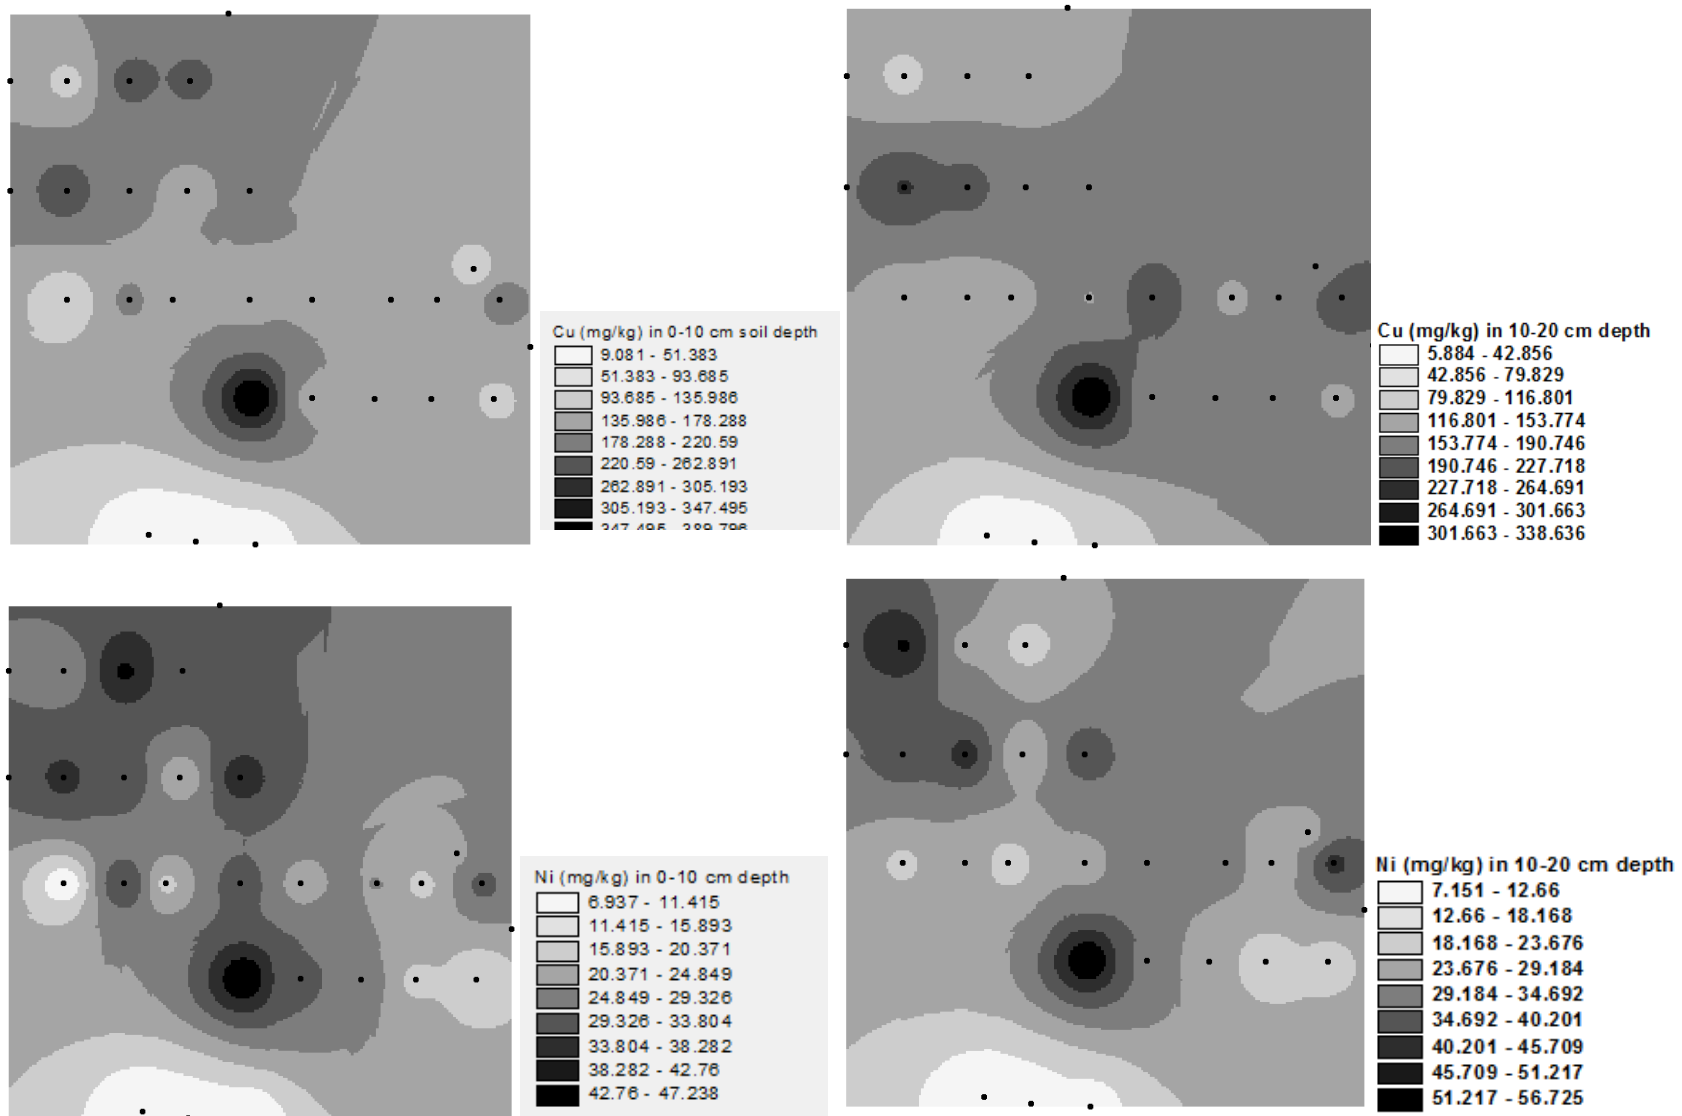 Cu (mg/kg) in 0-10 cm soil depth
9.081 - 51.383
51.383 - 93.685
93.685 - 135.986
135.986 - 178.288
178.288 - 220.59
220.59 - 262.891
262.891 - 305.193
305.193 - 347.495
347.495 - 389.796
Cu (mg/kg) in 10-20 cm depth
5.884 - 42.856
42.856 - 79.829
79.829 - 116.801
116.801 - 153.774
153.774 - 190.746
190.746 - 227.718
227.718 - 264.691
264.691 - 301.663
301.663 - 338.636
Ni (mg/kg) in 0-10 cm depth
6.937 - 11.415
11.415 - 15.893
15.893 - 20.371
20.371 - 24.849
24.849 - 29.326
29.326 - 33.804
33.804 - 38.282
38.282 - 42.76
42.76 - 47.238
Ni (mg/kg) in 10-20 cm depth
7.151 - 12.66
12.66 - 18.168
18.168 - 23.676
23.676 - 29.184
29.184 - 34.692
34.692 - 40.201
40.201 - 45.709
45.709 - 51.217
51.217 - 56.725